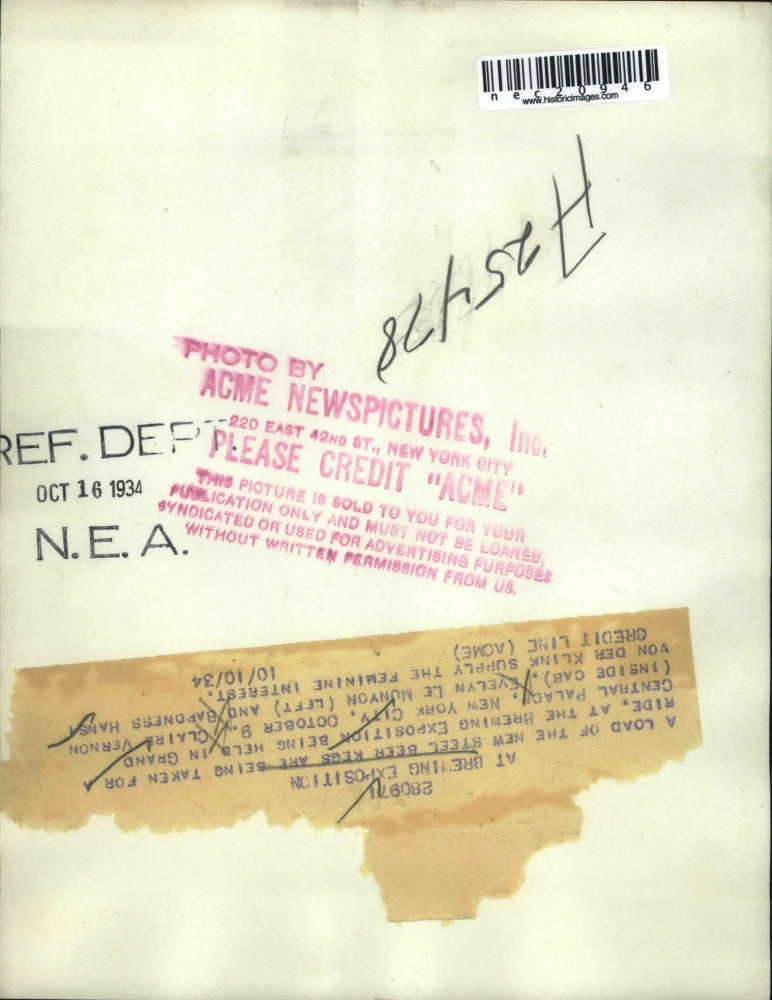 nec20946
www.historicimages.com
PHOTO BY
ACME NEWSPICTURES, Inc.
220 EAST 42ND ST., NEW YORK CITY
PLEASE CREDIT "ACME"
THIS PICTURE IS SOLD TO YOU FOR YOUR
PUBLICATION ONLY AND MUST NOT BE LOANED,
SYNDICATED OR USED FOR ADVERTISING PURPOSES
WITHOUT WRITTEN PERMISSION FROM US.
REF. DEPT.
OCT 16 1934
N. E. A.
280971
AT BREWING EXPOSITION
A LOAD OF THE NEW STEEL BEER KEGS ARE BEING TAKEN FOR A
RIDE, AT THE BREWING EXPOSITION BEING HELD IN GRAND
CENTRAL PALACE, NEW YORK CITY, OCTOBER 9. CLAIRE VERNON
(INSIDE CAB), EVELYN LE MUNYON (LEFT) AND BARONESS HANS
VON DER KLINK SUPPLY THE FEMININE INTEREST.
CREDIT LINE (ACME) 10/10/34